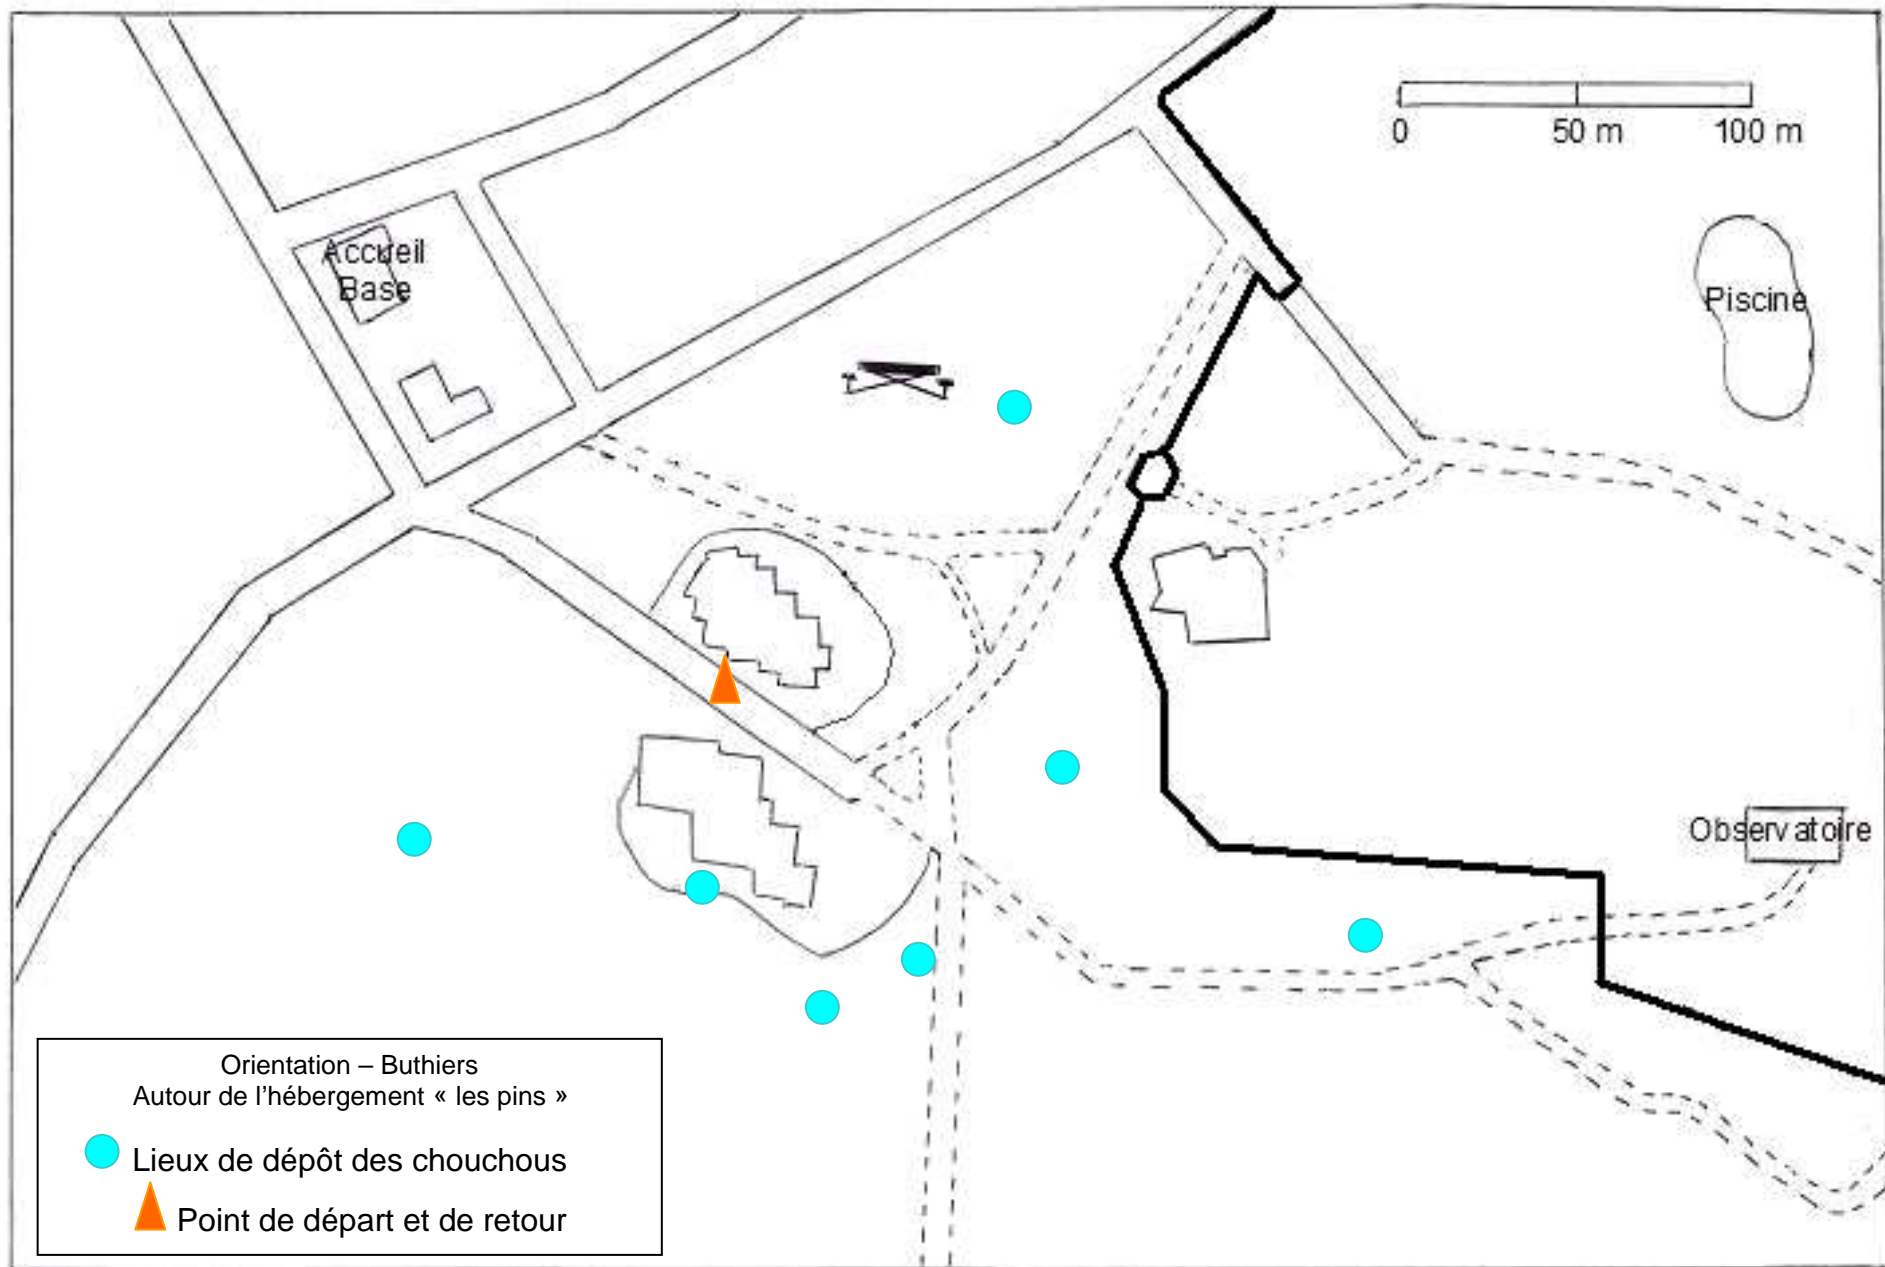 0 50 m 100 m
Accueil
Base
Piscine
Observatoire
Orientation – Buthiers
Autour de l'hébergement « les pins »
Lieux de dépôt des chouchous
Point de départ et de retour